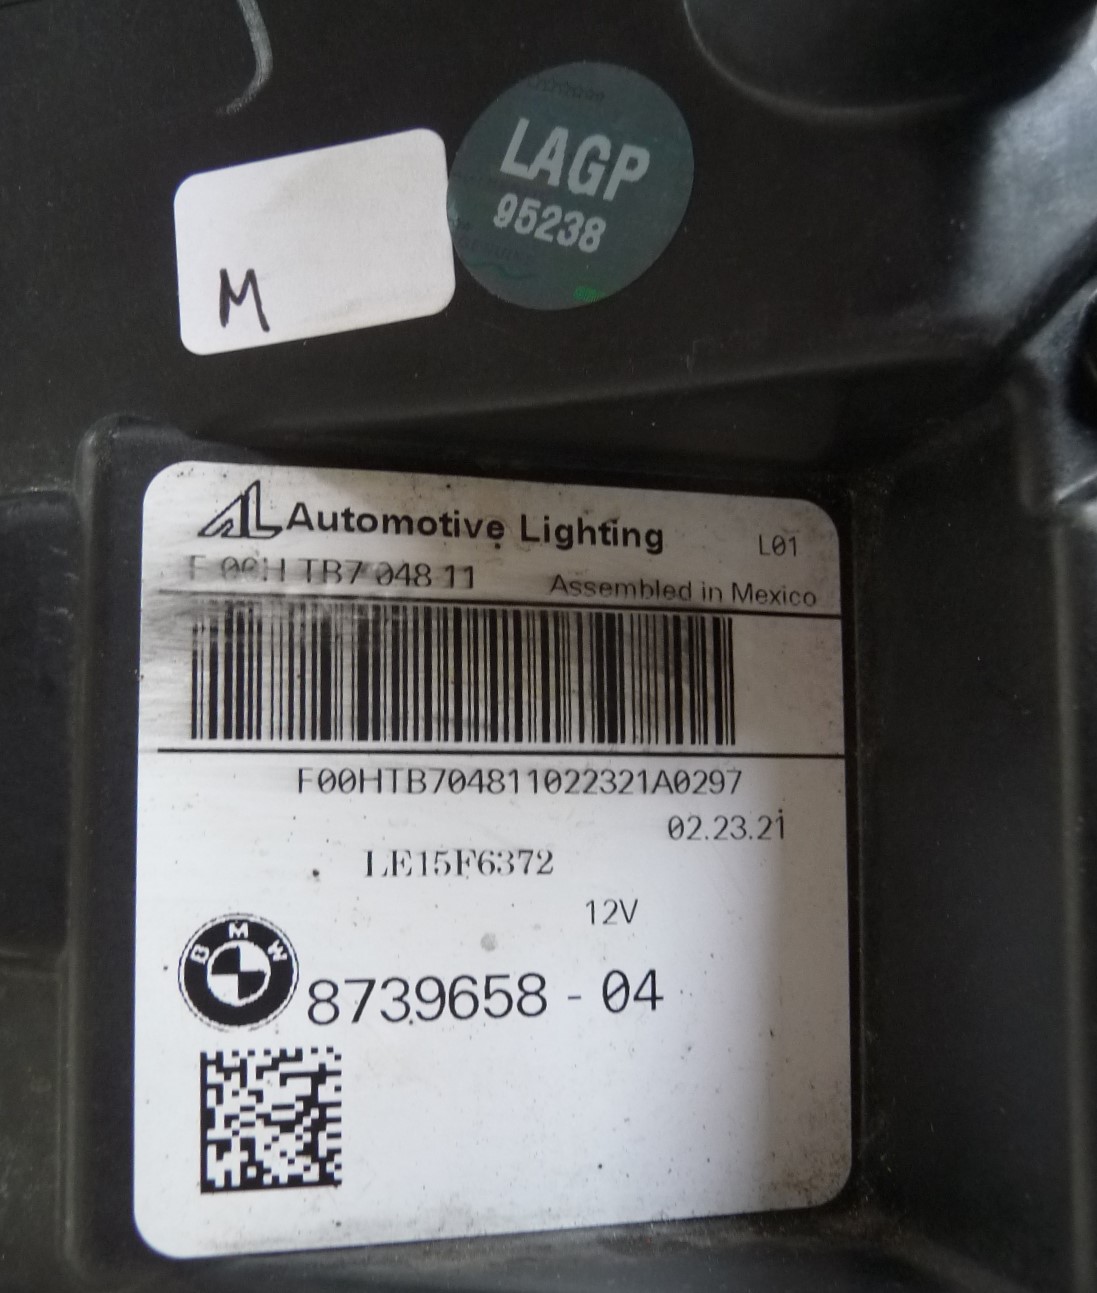 LAGP
95238
M
AL Automotive Lighting
L01
F 00H TB7 048 11
Assembled in Mexico
F00HTB704811022321A0297
02.23.21
LE15F6372
12V
BMW
8739658 - 04